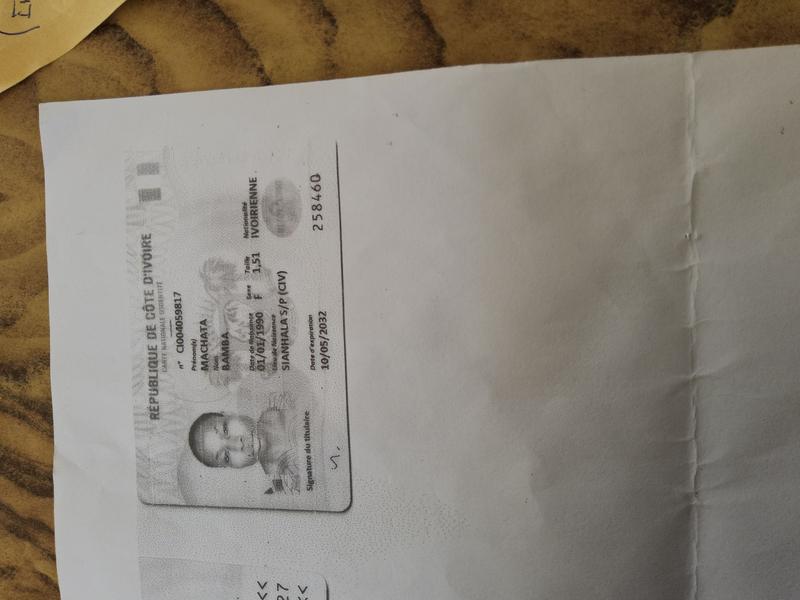 RÉPUBLIQUE DE CÔTE D'IVOIRE
CARTE NATIONALE D'IDENTITÉ
n° CI004059817
Prénom(s)
MACHATA
Nom
BAMBA
Date de Naissance Sexe Taille Nationalité
01/01/1990 F 1,51 IVOIRIENNE
Lieu de Naissance
SIANHALA S/P (CIV)
Date d'expiration
10/05/2032
258460
Signature du titulaire
<<
27
<<